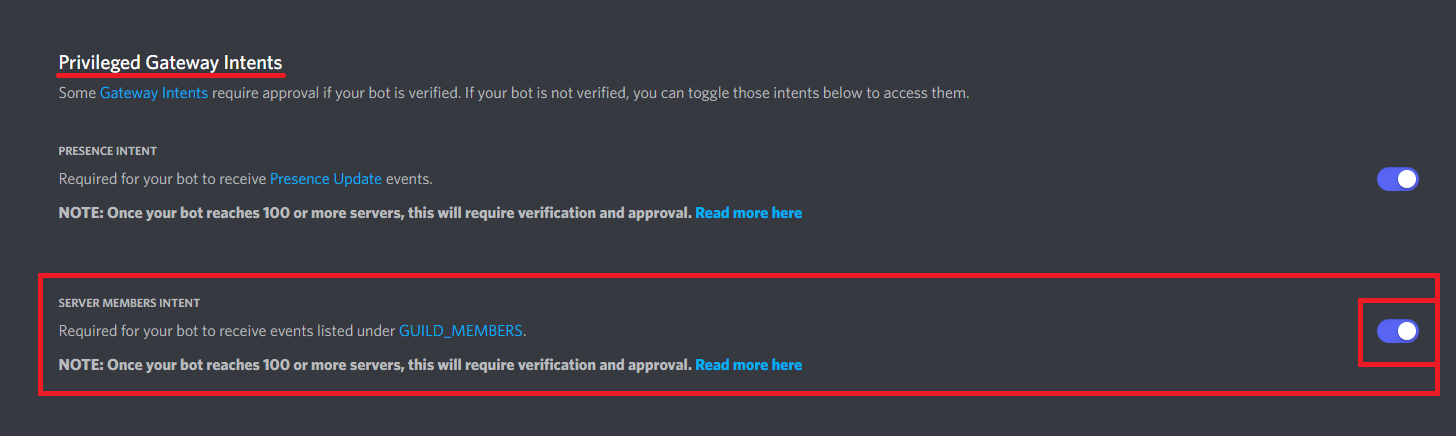 Privileged Gateway Intents
Some Gateway Intents require approval if your bot is verified. If your bot is not verified, you can toggle those intents below to access them.
PRESENCE INTENT
Required for your bot to receive Presence Update events.
NOTE: Once your bot reaches 100 or more servers, this will require verification and approval. Read more here
SERVER MEMBERS INTENT
Required for your bot to receive events listed under GUILD_MEMBERS.
NOTE: Once your bot reaches 100 or more servers, this will require verification and approval. Read more here